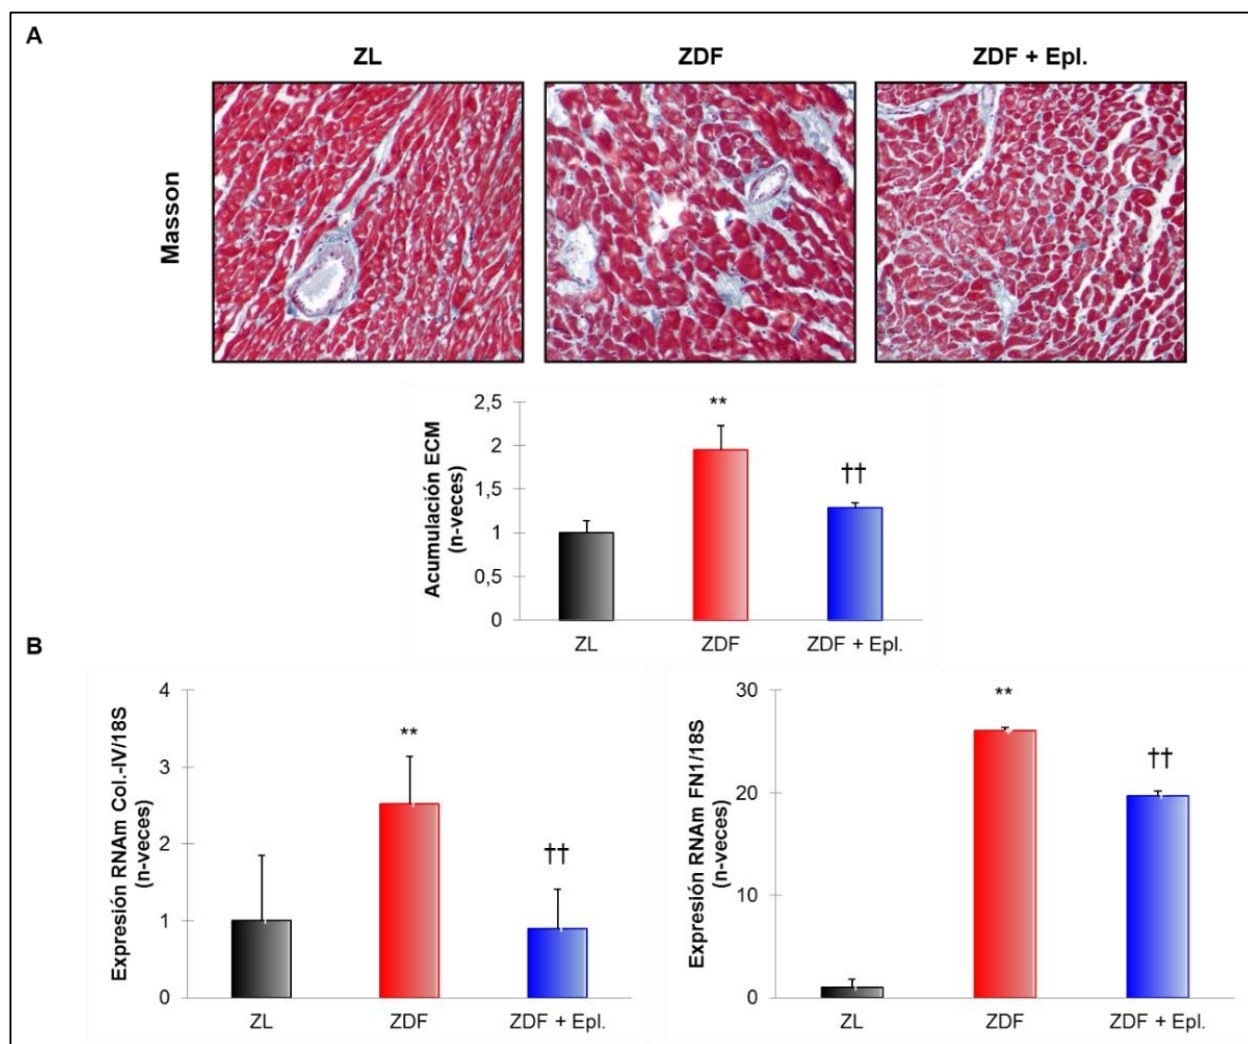 A
ZL
ZDF
ZDF + Epl.
Masson
Acumulación ECM
(n-veces)
2,5
2
1,5
1
0,5
0
**
††
ZL
ZDF
ZDF + Epl.
B
Expresión RNAm Col.-IV/18S
(n-veces)
4
3
2
1
0
**
††
ZL
ZDF
ZDF + Epl.
Expresión RNAm FN1/18S
(n-veces)
30
20
10
0
**
††
ZL
ZDF
ZDF + Epl.